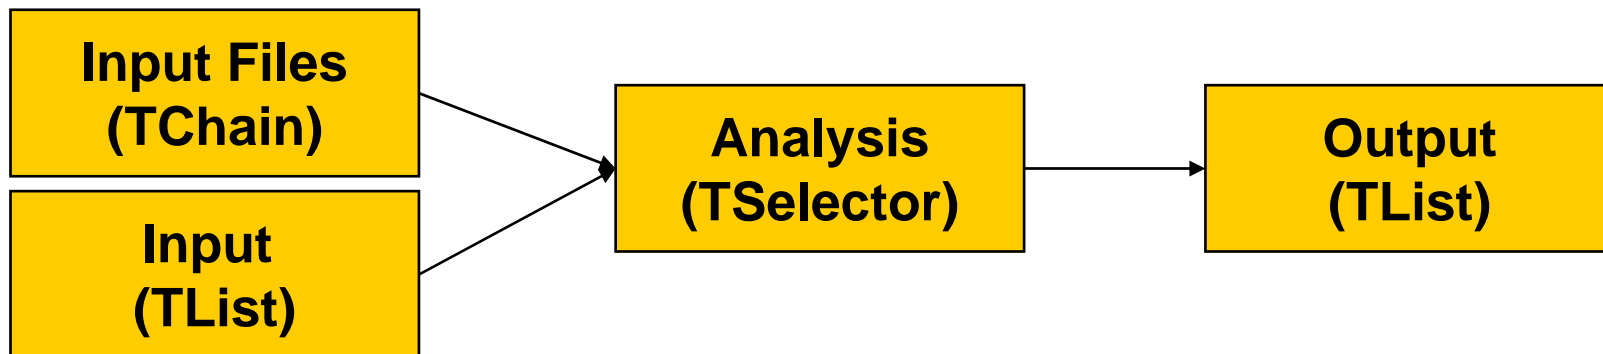 Input Files
(TChain)
Input
(TList)
Analysis
(TSelector)
Output
(TList)